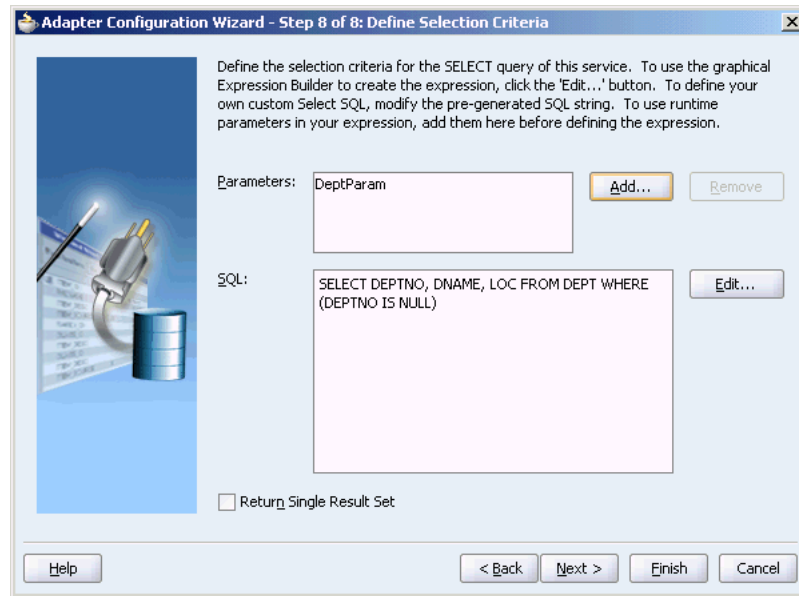 Adapter Configuration Wizard - Step 8 of 8: Define Selection Criteria
Define the selection criteria for the SELECT query of this service. To use the graphical
Expression Builder to create the expression, click the 'Edit...' button. To define your
own custom Select SQL, modify the pre-generated SQL string. To use runtime
parameters in your expression, add them here before defining the expression.
Parameters:
DeptParam
Add...
Remove
SQL:
SELECT DEPTNO, DNAME, LOC FROM DEPT WHERE
(DEPTNO IS NULL)
Edit...
Return Single Result Set
Help
< Back
Next >
Finish
Cancel